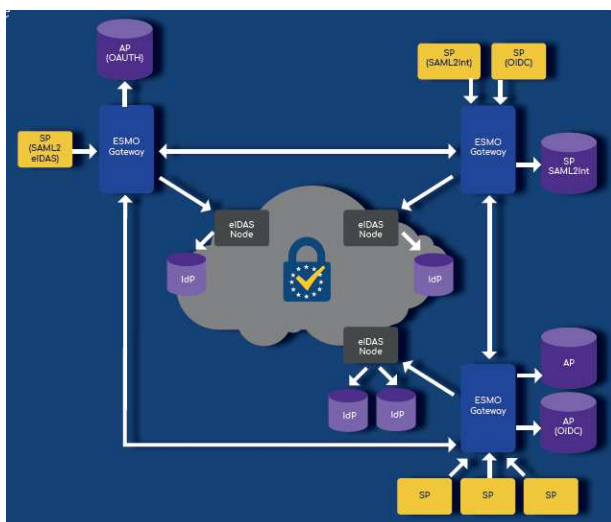 AP
(OAUTH)
SP
(SAML2Int)
SP
(OIDC)
SP
(SAML2
eIDAS)
ESMO
Gateway
ESMO
Gateway
SP
SAML2Int
eIDAS
Node
eIDAS
Node
IdP
IdP
eIDAS
Node
IdP
IdP
ESMO
Gateway
AP
AP
(OIDC)
SP
SP
SP